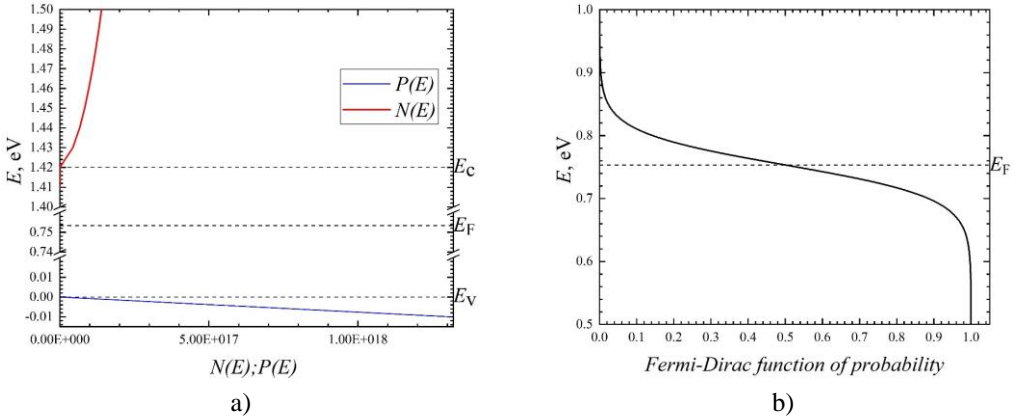 1.50
1.49
1.48
1.47
1.46
1.45
1.44
1.43
1.42
1.41
1.40
0.75
0.74
0.01
0.00
-0.01
E, eV
P(E)
N(E)
EC
EF
EV
0.00E+000 5.00E+017 1.00E+018
N(E);P(E)
a)
1.0
0.9
0.8
0.7
0.6
0.5
E, eV
EF
0.0 0.1 0.2 0.3 0.4 0.5 0.6 0.7 0.8 0.9 1.0
Fermi-Dirac function of probability
b)